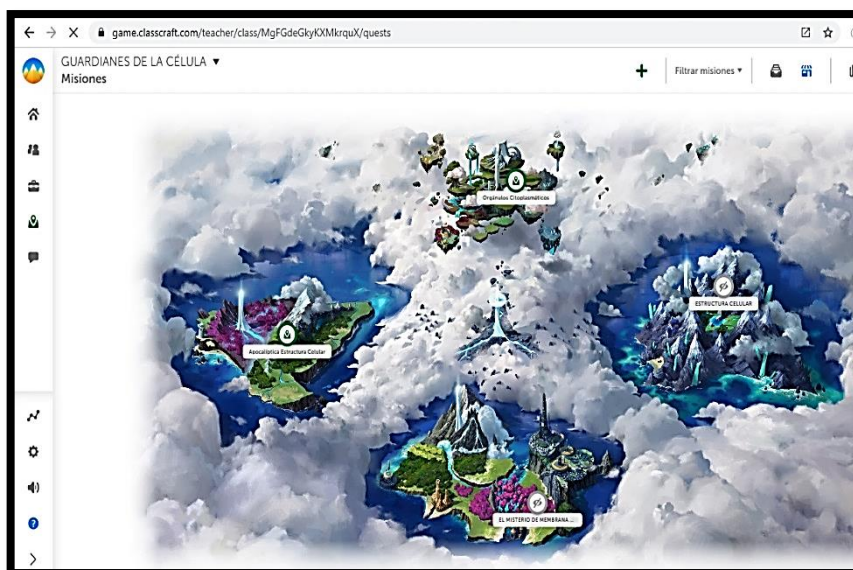 game.classcraft.com/teacher/class/MgFGdeGkyKXMkrquX/quests
GUARDIANES DE LA CÉLULA
Misiones
Filtrar misiones
Orgánulos Citoplasmáticos
ESTRUCTURA CELULAR
Apocalíptica Estructura Celular
EL MISTERIO DE MEMBRANA ...